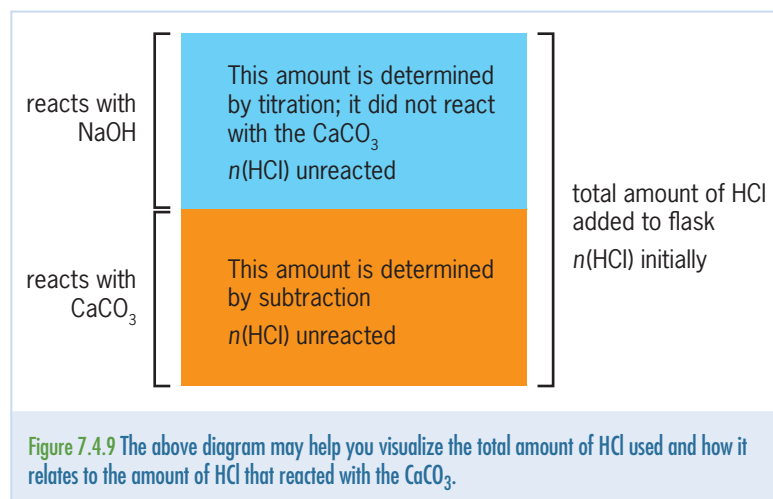 reacts with
NaOH
This amount is determined
by titration; it did not react
with the CaCO₃
n(HCl) unreacted
total amount of HCl
added to flask
n(HCl) initially
reacts with
CaCO₃
This amount is determined
by subtraction
n(HCl) unreacted
Figure 7.4.9 The above diagram may help you visualize the total amount of HCl used and how it
relates to the amount of HCl that reacted with the CaCO₃.